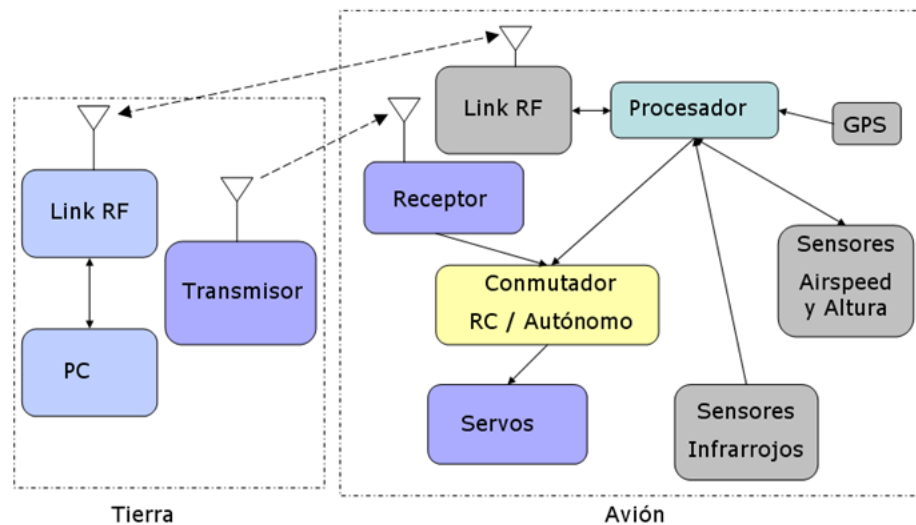 Link RF
PC
Transmisor
Tierra
Link RF
Procesador
GPS
Receptor
Conmutador
RC / Autónomo
Servos
Sensores
Airspeed
y Altura
Sensores
Infrarrojos
Avión